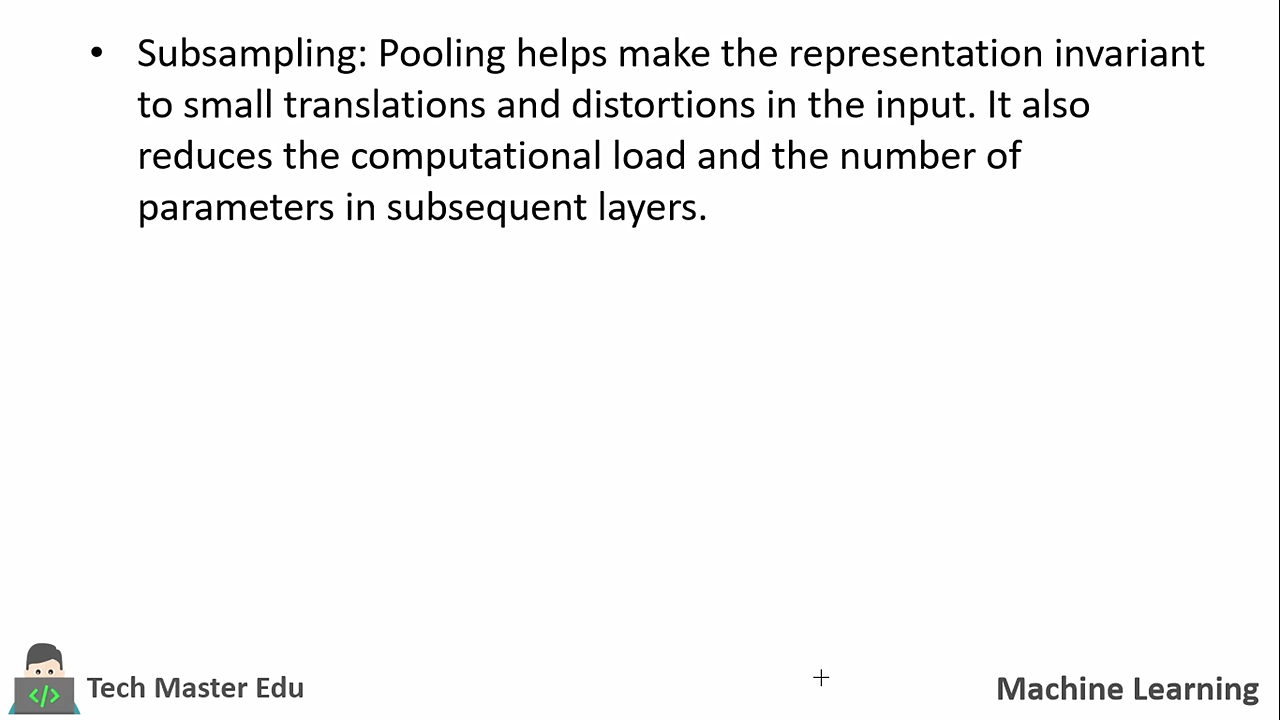 • Subsampling: Pooling helps make the representation invariant
to small translations and distortions in the input. It also
reduces the computational load and the number of
parameters in subsequent layers.
</> Tech Master Edu
Machine Learning